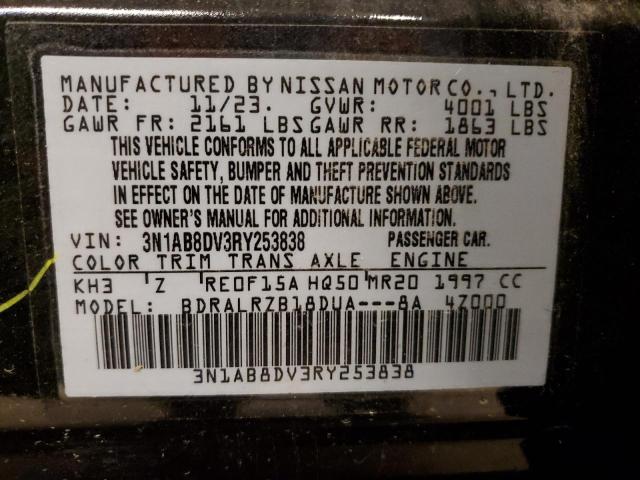 MANUFACTURED BY NISSAN MOTOR CO., LTD.
DATE: 11/23. GVWR: 4001 LBS
GAWR FR: 2161 LBS GAWR RR: 1863 LBS
THIS VEHICLE CONFORMS TO ALL APPLICABLE FEDERAL MOTOR
VEHICLE SAFETY, BUMPER AND THEFT PREVENTION STANDARDS
IN EFFECT ON THE DATE OF MANUFACTURE SHOWN ABOVE.
SEE OWNER'S MANUAL FOR ADDITIONAL INFORMATION.
VIN: 3N1AB8DV3RY253838 PASSENGER CAR.
COLOR TRIM TRANS AXLE ENGINE
KH3 Z RE0F15A HQ50 MR20 1997 CC
MODEL: BDRALRZB18DUA---8A 47000
3N1AB8DV3RY253838